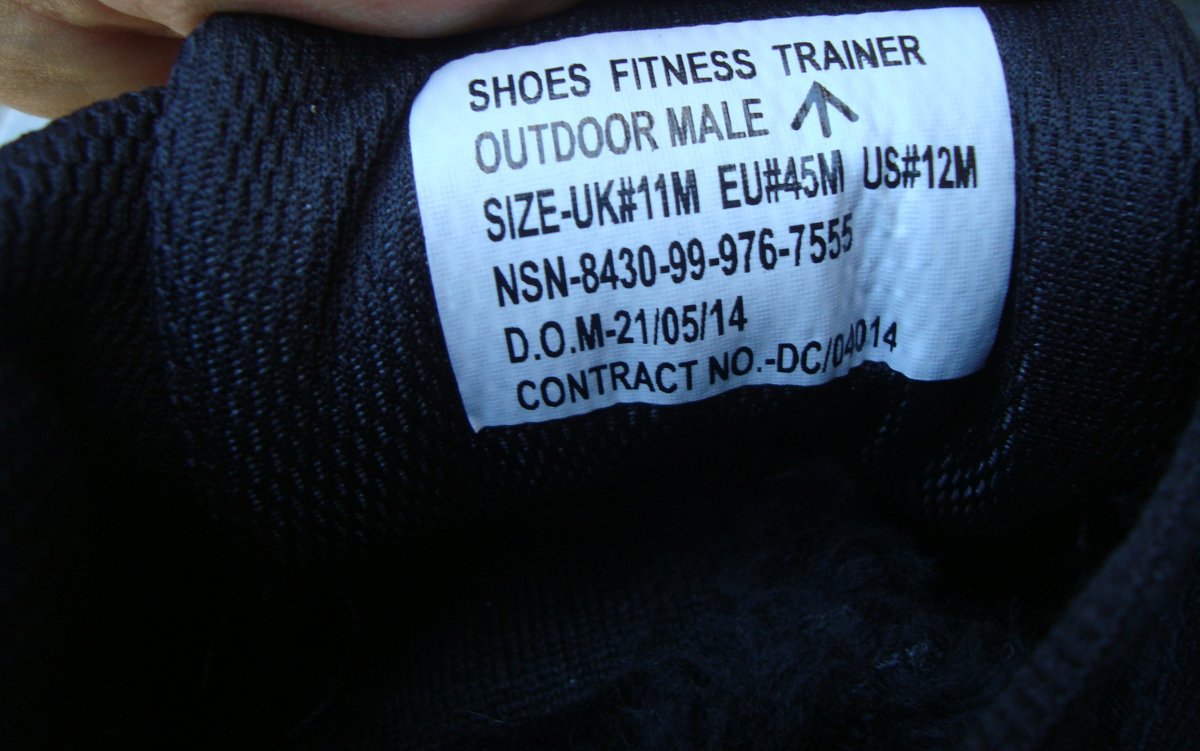 SHOES FITNESS TRAINER
OUTDOOR MALE
SIZE-UK#11M EU#45M US#12M
NSN-8430-99-976-7555
D.O.M-21/05/14
CONTRACT NO.-DC/04014